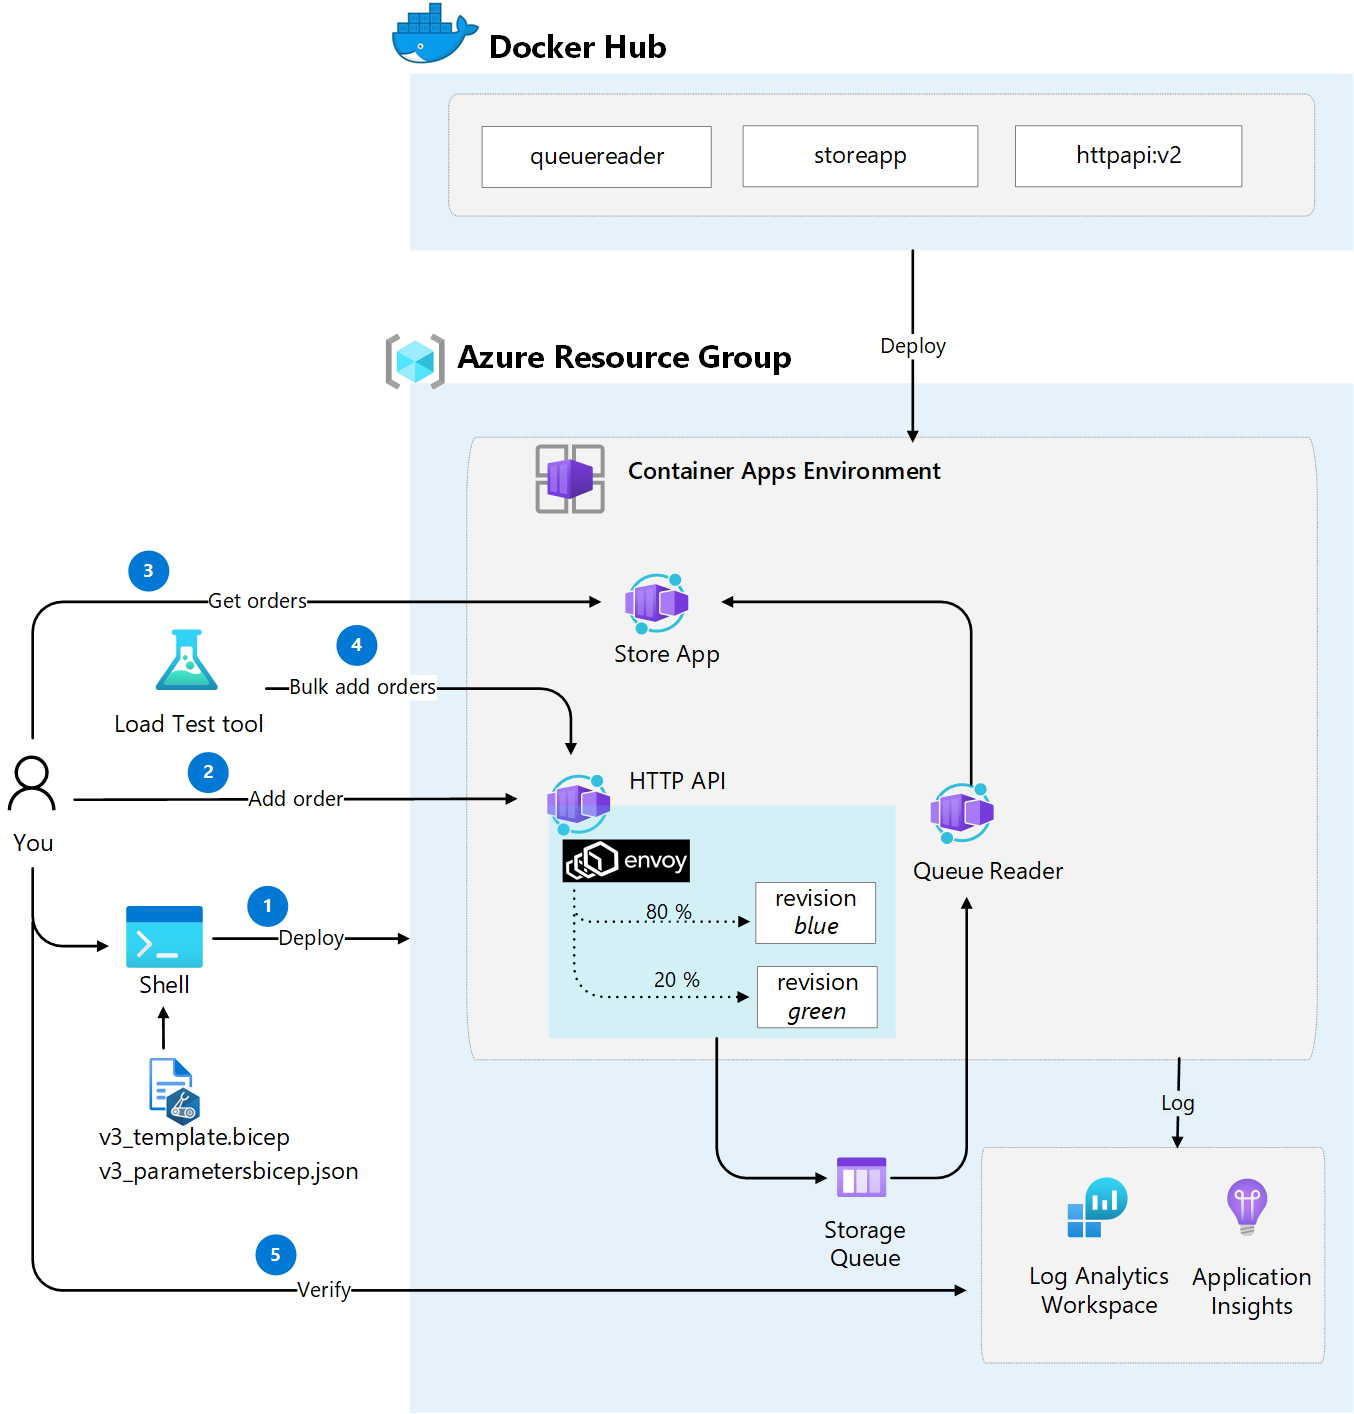 Docker Hub
queuereader
storeapp
httpapi:v2
Deploy
Azure Resource Group
Container Apps Environment
3
Get orders
Store App
4
Bulk add orders
Load Test tool
2
Add order
HTTP API
You
envoy
Queue Reader
80 %
revision
blue
1
Deploy
Shell
20 %
revision
green
v3_template.bicep
v3_parametersbicep.json
Log
Storage
Queue
5
Verify
Log Analytics
Workspace
Application
Insights